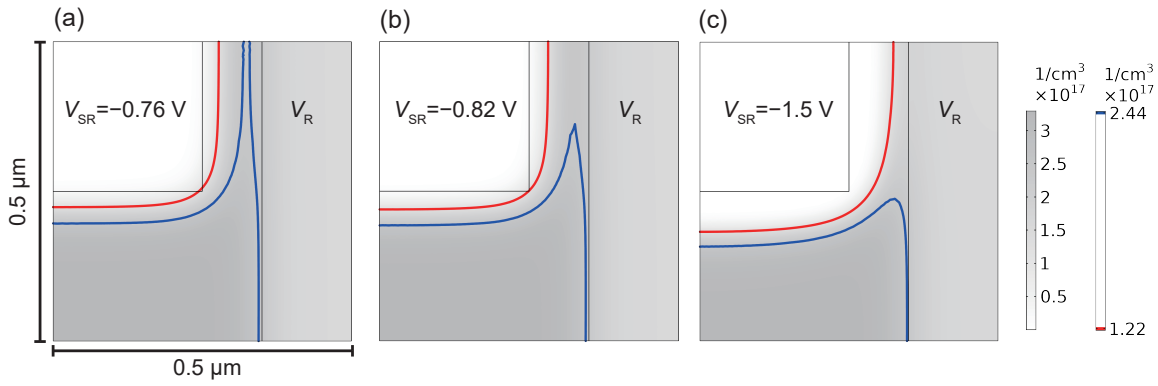 (a)
(b)
(c)
V_SR=−0.76 V
V_R
V_SR=−0.82 V
V_R
V_SR=−1.5 V
V_R
0.5 µm
0.5 µm
1/cm³
×10¹⁷
3
2.5
2
1.5
1
0.5
1/cm³
×10¹⁷
2.44
1.22